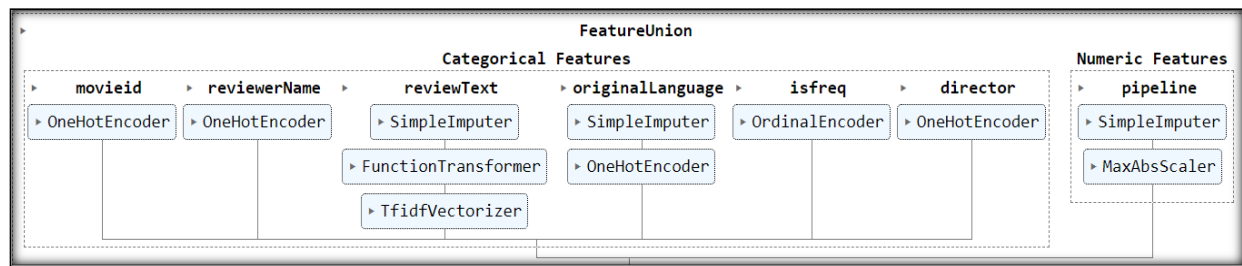 FeatureUnion
Categorical Features Numeric Features
movieid reviewerName reviewText originalLanguage isfreq director pipeline
OneHotEncoder OneHotEncoder SimpleImputer SimpleImputer OrdinalEncoder OneHotEncoder SimpleImputer
FunctionTransformer OneHotEncoder MaxAbsScaler
TfidfVectorizer